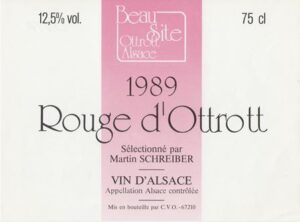 12,5% vol.
Beau
Site
Ottrott
Alsace
75 cl
1989
Rouge d'Ottrott
Sélectionné par
Martin SCHREIBER
VIN D'ALSACE
Appellation Alsace contrôlée
Mis en bouteille par C.V.O. -67210